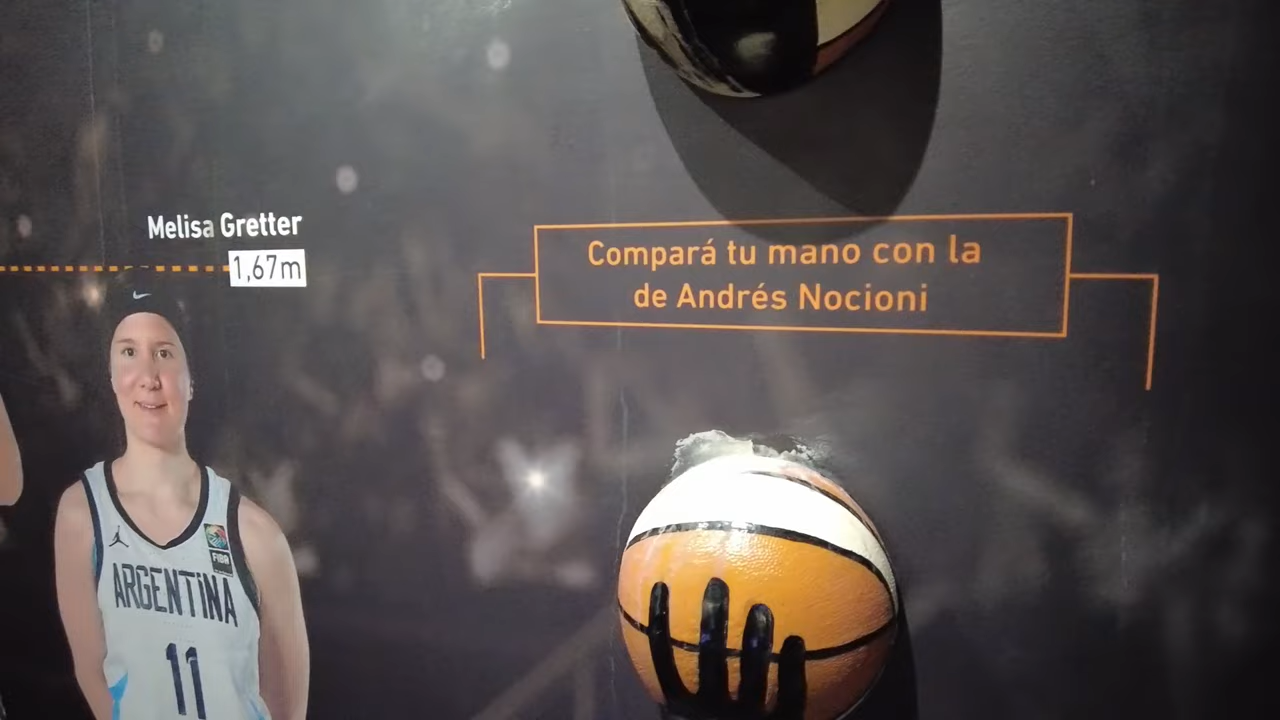 Melisa Gretter
1,67m
Compará tu mano con la
de Andrés Nocioni
FIBA
ARGENTINA
11